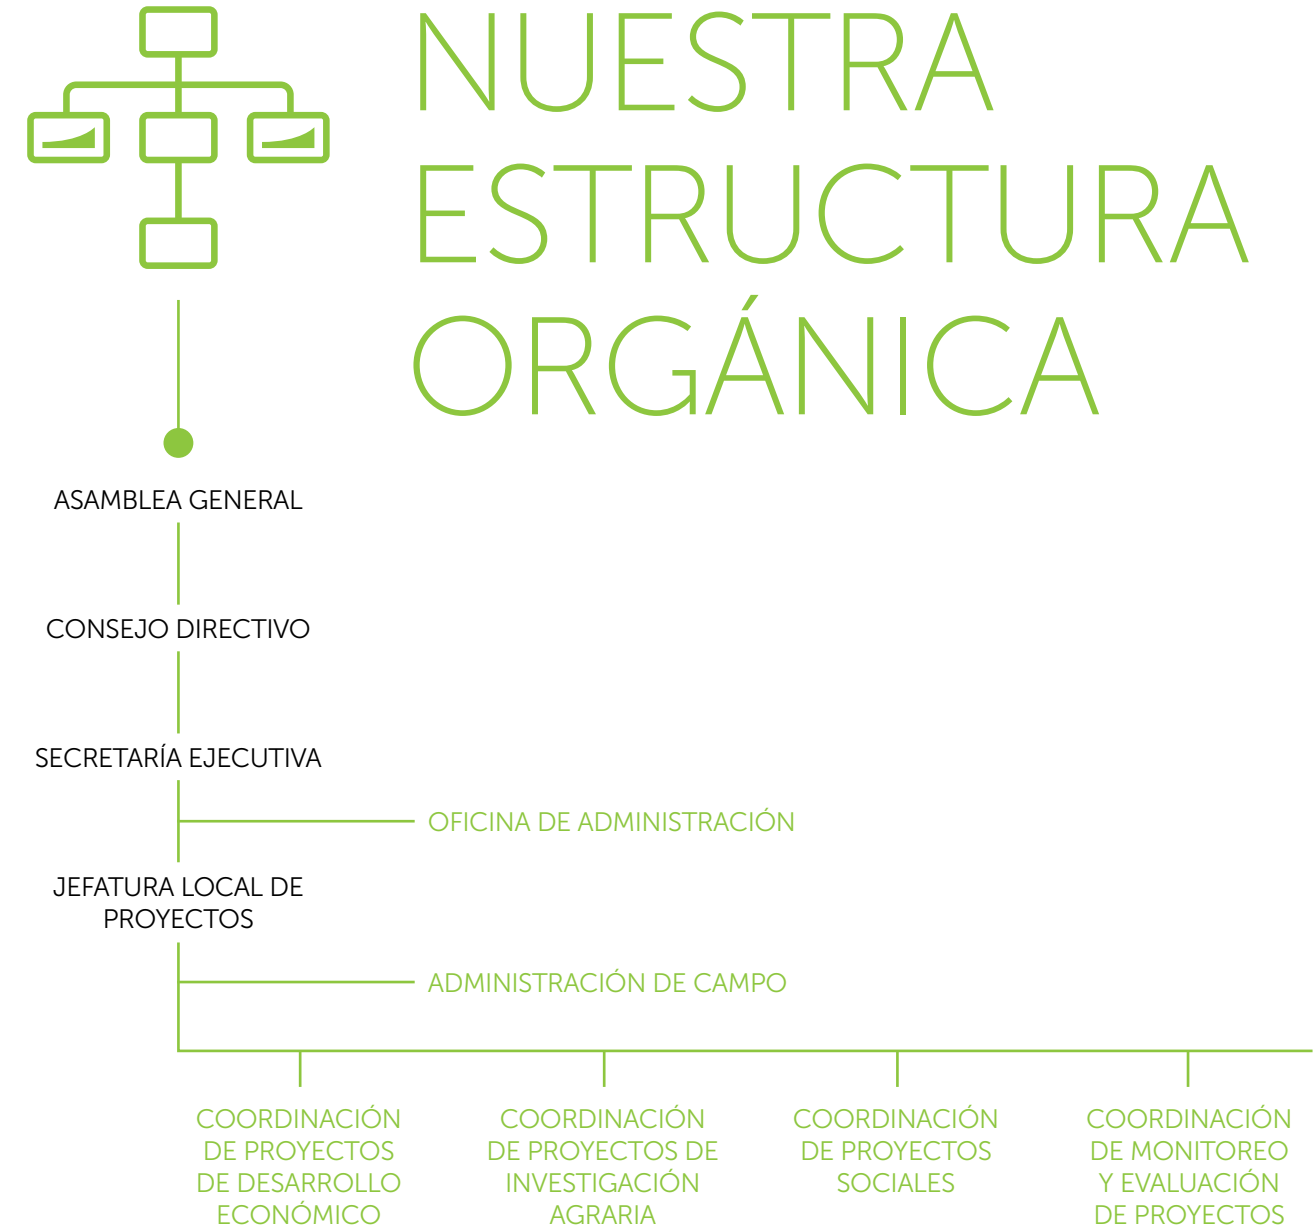 NUESTRA
ESTRUCTURA
ORGÁNICA
ASAMBLEA GENERAL
CONSEJO DIRECTIVO
SECRETARÍA EJECUTIVA
OFICINA DE ADMINISTRACIÓN
JEFATURA LOCAL DE
PROYECTOS
ADMINISTRACIÓN DE CAMPO
COORDINACIÓN
DE PROYECTOS
DE DESARROLLO
ECONÓMICO
COORDINACIÓN
DE PROYECTOS DE
INVESTIGACIÓN
AGRARIA
COORDINACIÓN
DE PROYECTOS
SOCIALES
COORDINACIÓN
DE MONITOREO
Y EVALUACIÓN
DE PROYECTOS